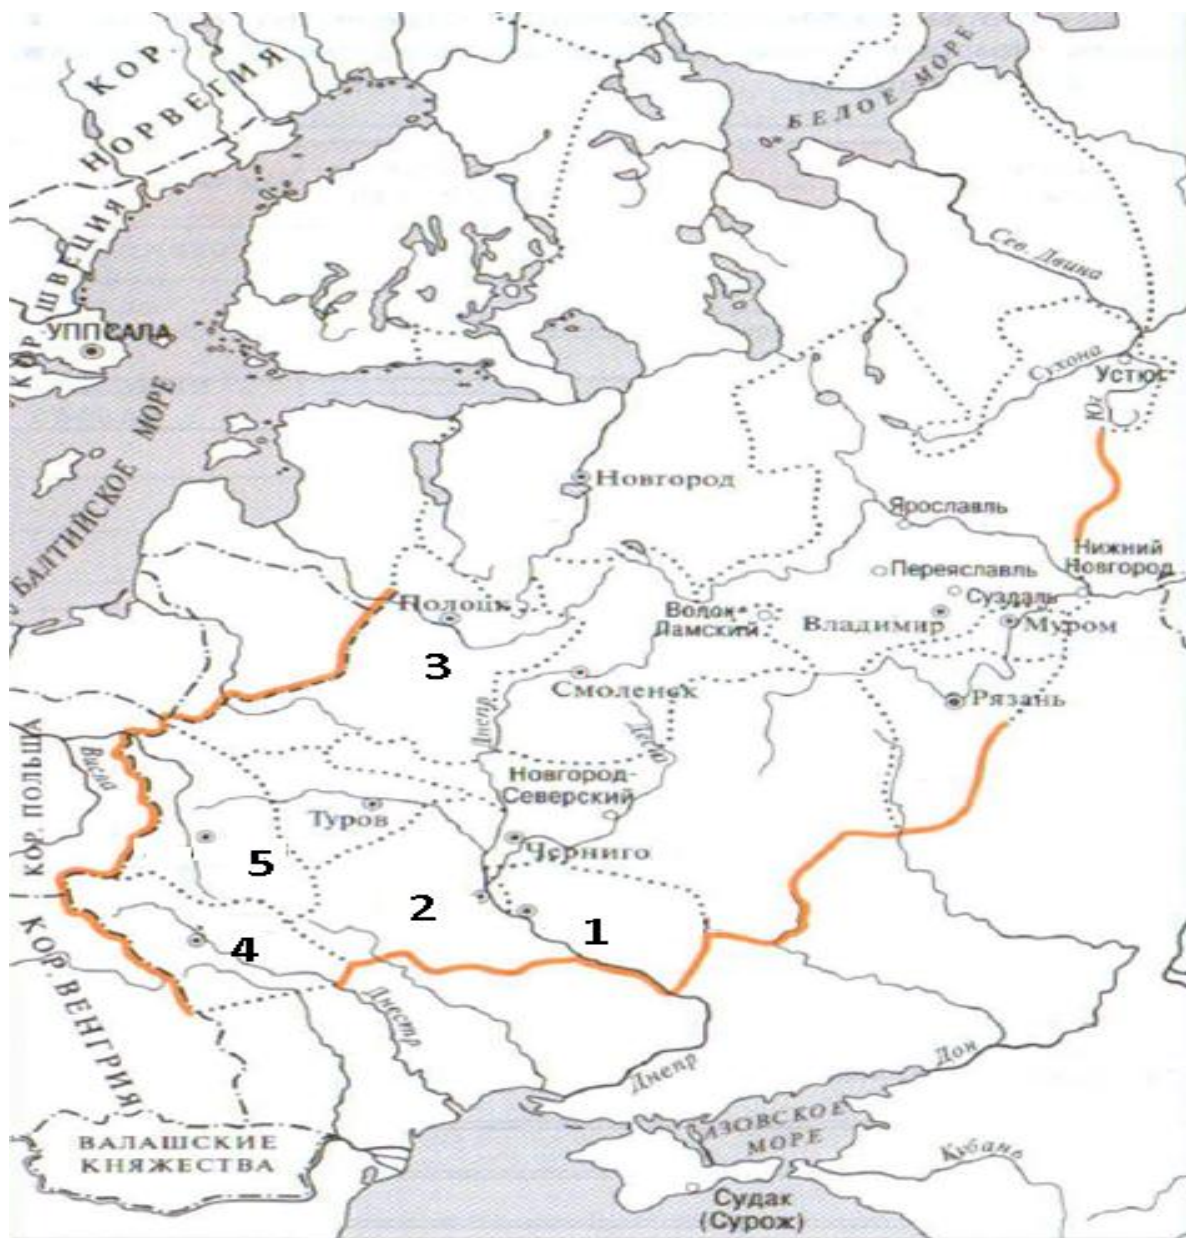 КОР
НОРВЕГИЯ
БЕЛОЕ МОРЕ
КОР ШВЕЦИЯ
УППСАЛА
Сев. Двина
Сухона
Устюг
Юг
БАЛТИЙСКОЕ МОРЕ
Новгород
Ярославль
Нижний
Новгород
Переяславль
Суздаль
Полоцк
Волок
Ламский
Владимир
Муром
3
Смоленск
Рязань
Днепр
Десна
КОР. ПОЛЬША
Висла
Новгород-
Северский
Туров
Черниго
5
2
1
4
КОР. ВЕНГРИЯ)
Днестр
Днепр
Дон
ВАЛАШСКИЕ
КНЯЖЕСТВА
АЗОВСКОЕ
МОРЕ
Кубань
Судак
(Сурож)